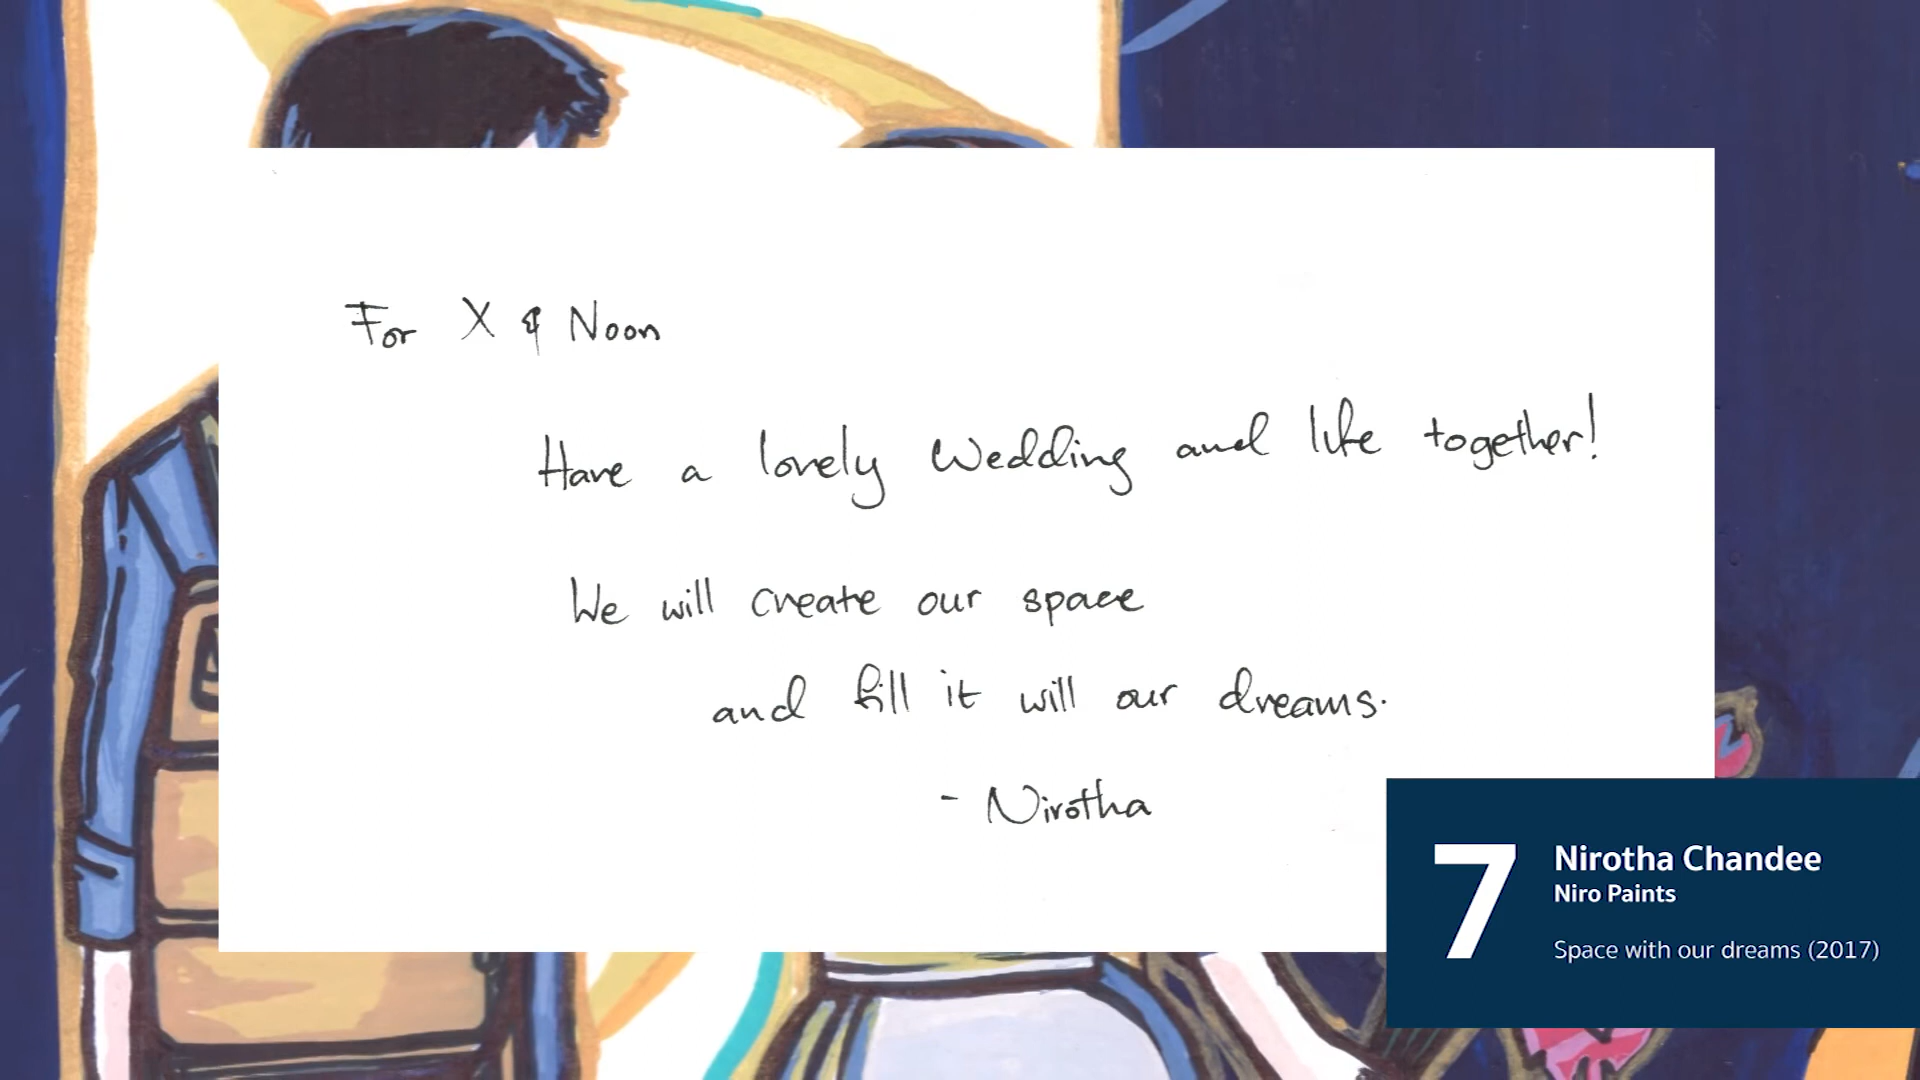 For X & Noon
Have a lovely Wedding and life together!
We will create our space
and fill it will our dreams.
- Nirotha
7
Nirotha Chandee
Niro Paints
Space with our dreams (2017)